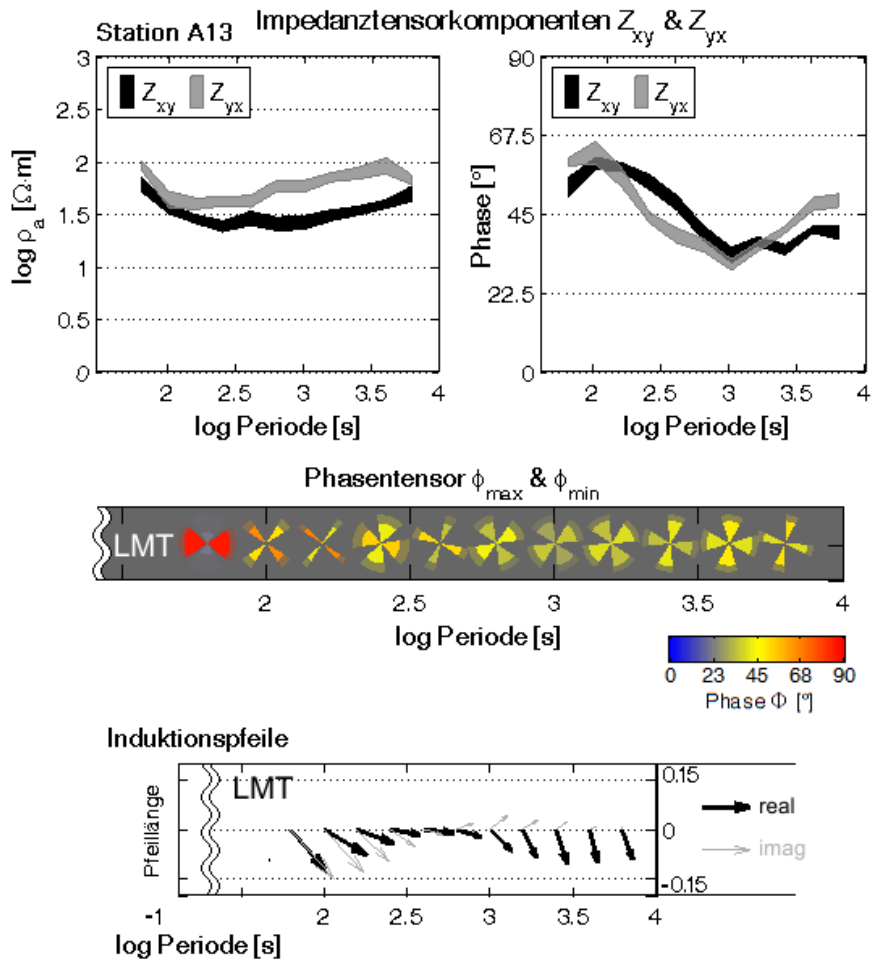 Station A13
Impedanztensorkomponenten Z_xy & Z_yx
3
2.5
2
1.5
1
0.5
0
log ρ_a [Ω·m]
Z_xy Z_yx
2 2.5 3 3.5 4
log Periode [s]
90
67.5
45
22.5
0
Phase [°]
Z_xy Z_yx
2 2.5 3 3.5 4
log Periode [s]
Phasentensor ϕ_max & ϕ_min
LMT
2 2.5 3 3.5 4
log Periode [s]
0 23 45 68 90
Phase Φ [°]
Induktionspfeile
LMT
Pfeillänge
0.15
0
-0.15
real
imag
-1 2 2.5 3 3.5 4
log Periode [s]